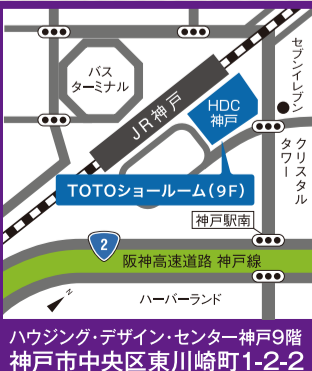 バス
ターミナル
セブンイレブン
JR神戸
HDC
神戸
クリスタル
タワー
TOTOショールーム(9F)
神戸駅南
2
阪神高速道路 神戸線
N
ハーバーランド
ハウジング・デザイン・センター神戸9階
神戸市中央区東川崎町1-2-2